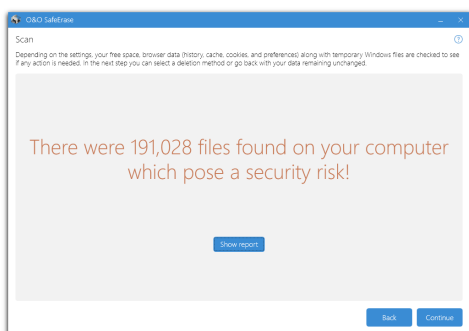 O&O SafeErase
Scan
Depending on the settings, your free space, browser data (history, cache, cookies, and preferences) along with temporary Windows files are checked to see
if any action is needed. In the next step you can select a deletion method or go back with your data remaining unchanged.
There were 191,028 files found on your computer
which pose a security risk!
Show report
Back Continue